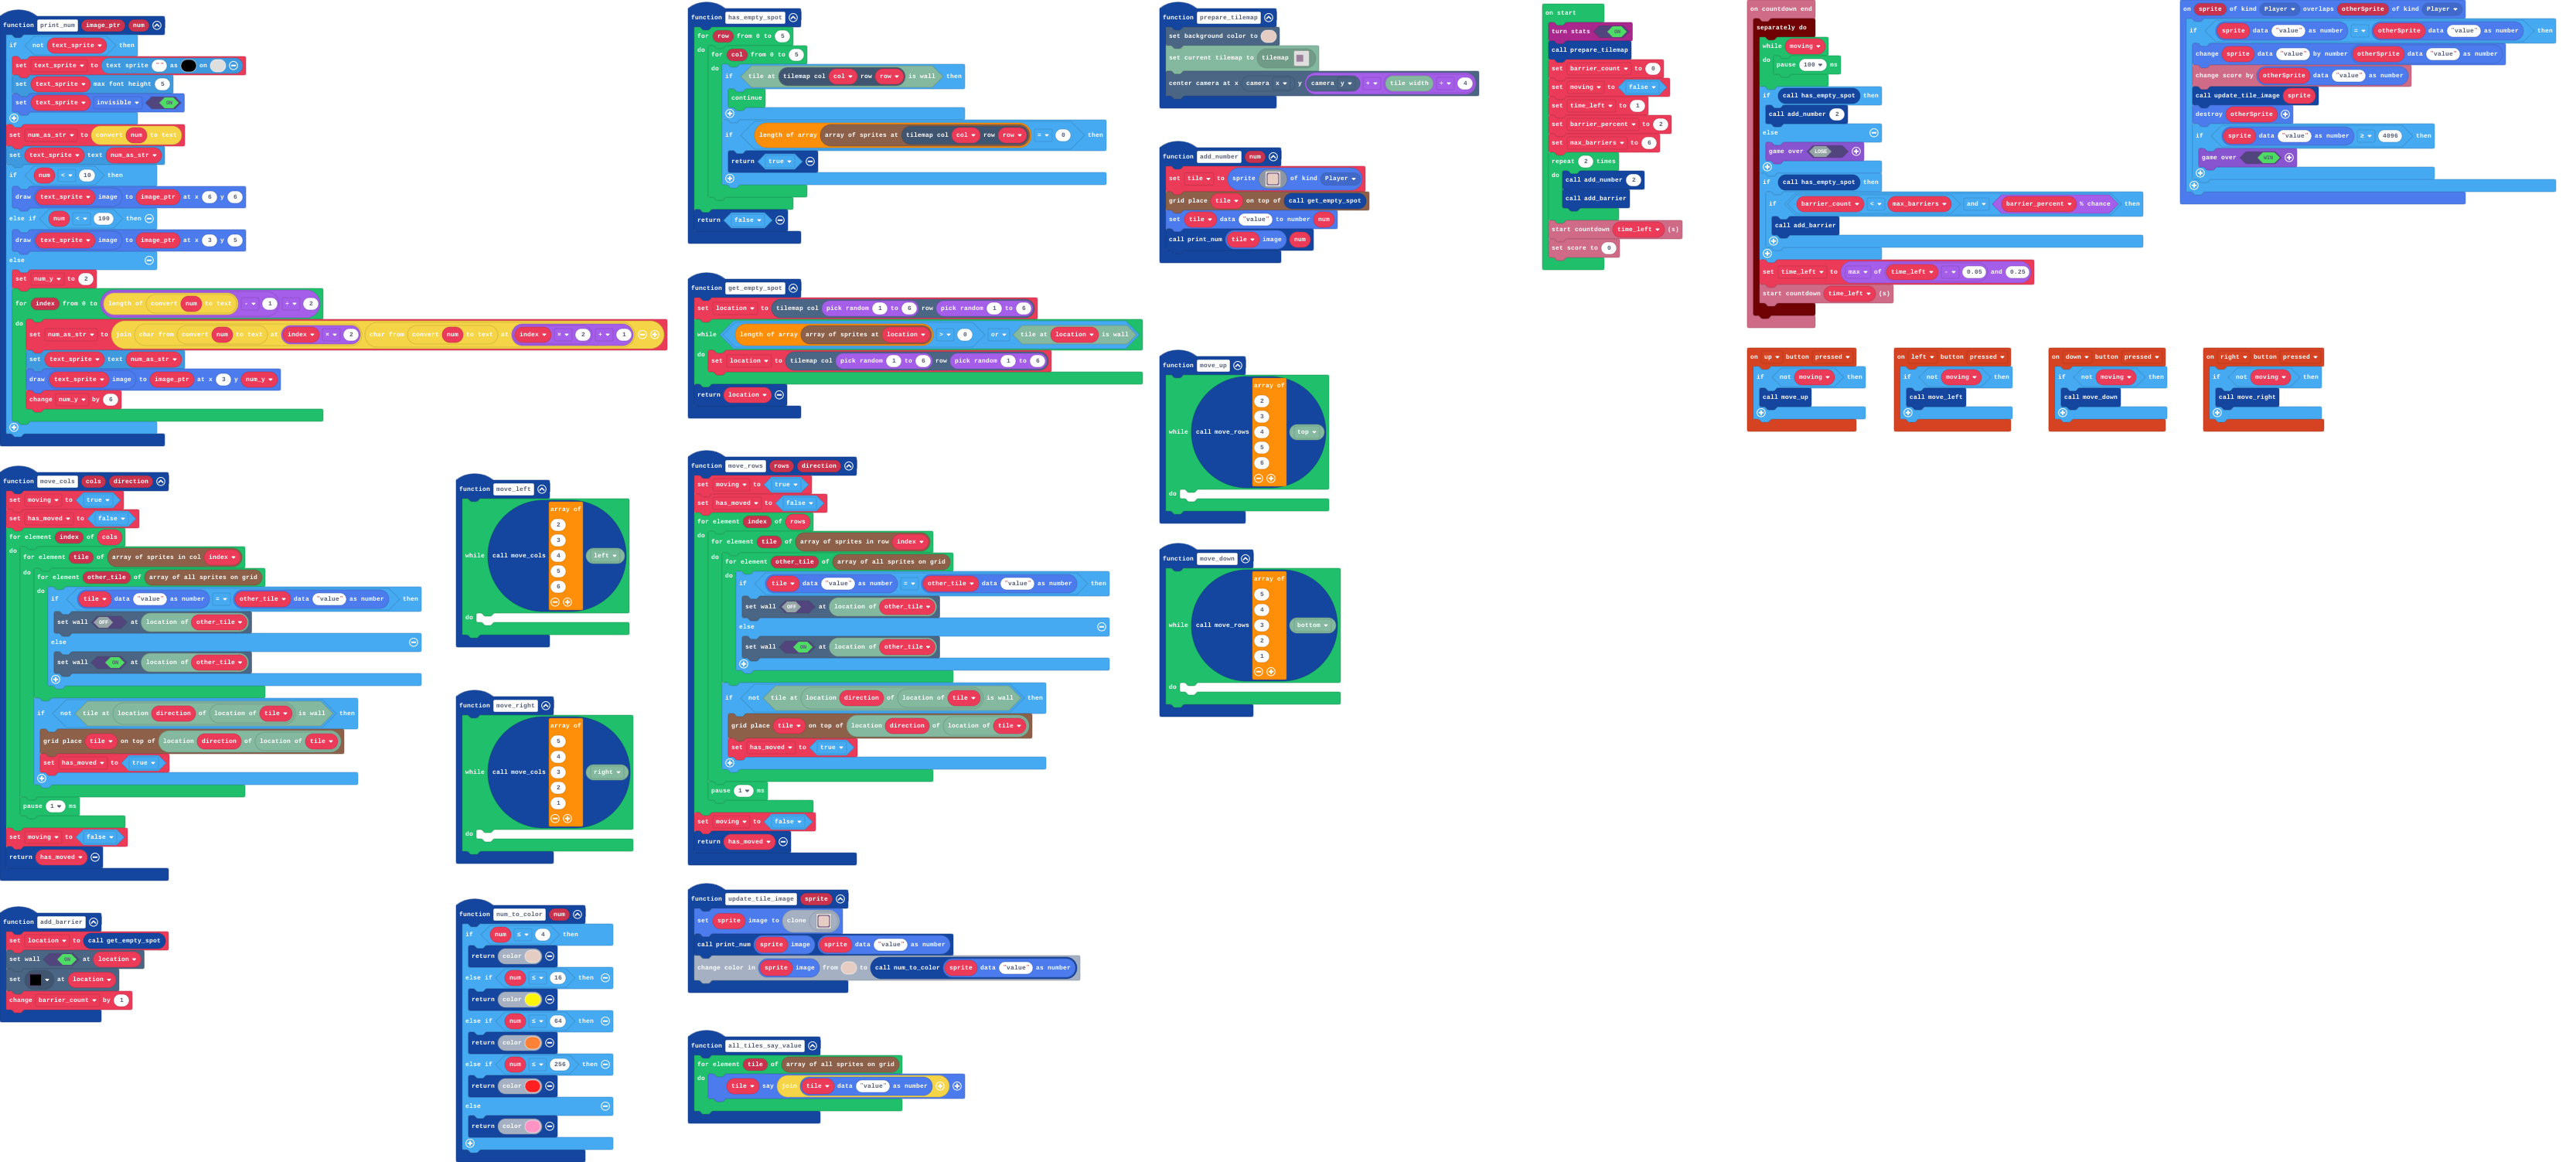 function print_num image_ptr num
if not text_sprite then
set text_sprite to text sprite "" as on
set text_sprite max font height 5
set text_sprite invisible ON
set num_as_str to convert num to text
set text_sprite text num_as_str
if num < 10 then
draw text_sprite image to image_ptr at x 6 y 6
else if num < 100 then
draw text_sprite image to image_ptr at x 3 y 5
else
set num_y to 2
for index from 0 to length of convert num to text - 1 ÷ 2
do
set num_as_str to join char from convert num to text at index × 2 char from convert num to text at index × 2 + 1
set text_sprite text num_as_str
draw text_sprite image to image_ptr at x 3 y num_y
change num_y by 6
function move_cols cols direction
set moving to true
set has_moved to false
for element index of cols
do
for element tile of array of sprites in col index
do
for element other_tile of array of all sprites on grid
do
if tile data "value" as number = other_tile data "value" as number then
set wall OFF at location of other_tile
else
set wall ON at location of other_tile
if not tile at location direction of location of tile is wall then
grid place tile on top of location direction of location of tile
set has_moved to true
pause 1 ms
set moving to false
return has_moved
function add_barrier
set location to call get_empty_spot
set wall ON at location
set at location
change barrier_count by 1
function move_left
while call move_cols array of 2 3 4 5 6 left
do
function move_right
while call move_cols array of 5 4 3 2 1 right
do
function num_to_color num
if num ≤ 4 then
return color
else if num ≤ 16 then
return color
else if num ≤ 64 then
return color
else if num ≤ 256 then
return color
else
return color
function has_empty_spot
for row from 0 to 5
do
for col from 0 to 5
do
if tile at tilemap col col row row is wall then
continue
if length of array array of sprites at tilemap col col row row = 0 then
return true
return false
function get_empty_spot
set location to tilemap col pick random 1 to 6 row pick random 1 to 6
while length of array array of sprites at location > 0 or tile at location is wall
do
set location to tilemap col pick random 1 to 6 row pick random 1 to 6
return location
function move_rows rows direction
set moving to true
set has_moved to false
for element index of rows
do
for element tile of array of sprites in row index
do
for element other_tile of array of all sprites on grid
do
if tile data "value" as number = other_tile data "value" as number then
set wall OFF at location of other_tile
else
set wall ON at location of other_tile
if not tile at location direction of location of tile is wall then
grid place tile on top of location direction of location of tile
set has_moved to true
pause 1 ms
set moving to false
return has_moved
function update_tile_image sprite
set sprite image to clone
call print_num sprite image sprite data "value" as number
change color in sprite image from to call num_to_color sprite data "value" as number
function all_tiles_say_value
for element tile of array of all sprites on grid
do
tile say join tile data "value" as number
function prepare_tilemap
set background color to
set current tilemap to tilemap
center camera at x camera x y camera y + tile width ÷ 4
function add_number num
set tile to sprite of kind Player
grid place tile on top of call get_empty_spot
set tile data "value" to number num
call print_num tile image num
function move_up
while call move_rows array of 2 3 4 5 6 top
do
function move_down
while call move_rows array of 5 4 3 2 1 bottom
do
on start
turn stats ON
call prepare_tilemap
set barrier_count to 0
set moving to false
set time_left to 1
set barrier_percent to 2
set max_barriers to 6
repeat 2 times
do
call add_number 2
call add_barrier
start countdown time_left (s)
set score to 0
on countdown end
separately do
while moving
do
pause 100 ms
if call has_empty_spot then
call add_number 2
else
game over LOSE
if call has_empty_spot then
if barrier_count < max_barriers and barrier_percent % chance then
call add_barrier
set time_left to max of time_left - 0.05 and 0.25
start countdown time_left (s)
on up button pressed
if not moving then
call move_up
on left button pressed
if not moving then
call move_left
on down button pressed
if not moving then
call move_down
on right button pressed
if not moving then
call move_right
on sprite of kind Player overlaps otherSprite of kind Player
if sprite data "value" as number = otherSprite data "value" as number then
change sprite data "value" by number otherSprite data "value" as number
change score by otherSprite data "value" as number
call update_tile_image sprite
destroy otherSprite
if sprite data "value" as number ≥ 4096 then
game over WIN